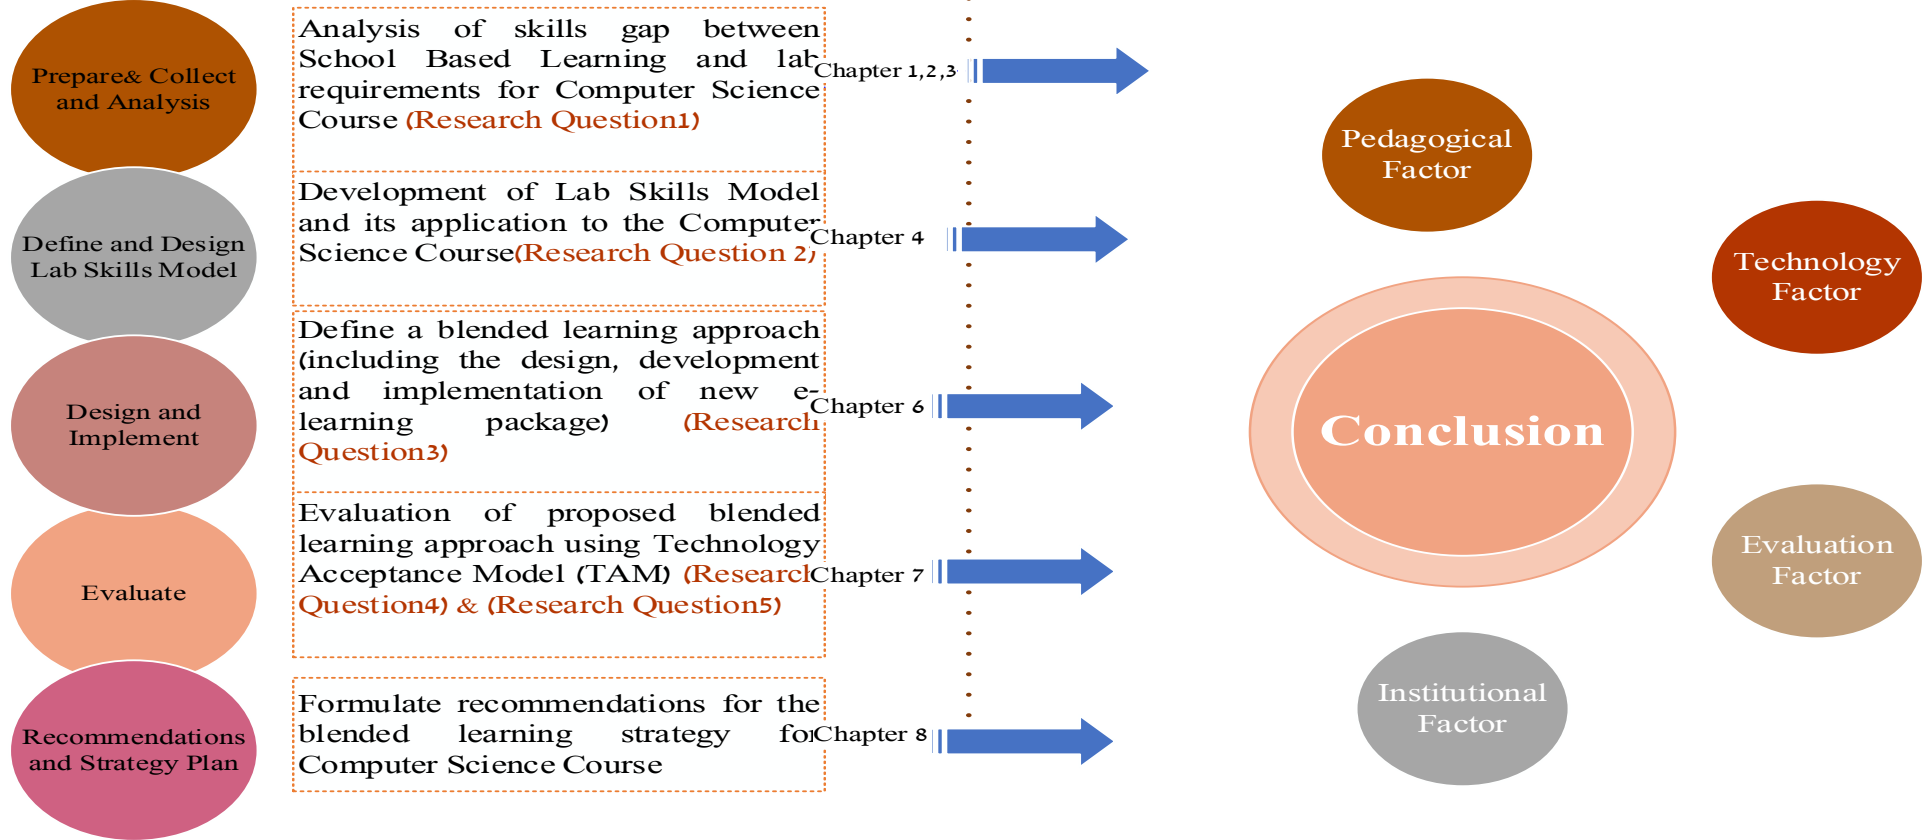 Prepare& Collect
and Analysis
Analysis of skills gap between
School Based Learning and lab
requirements for Computer Science
Course (Research Question1)
Chapter 1,2,3
Define and Design
Lab Skills Model
Development of Lab Skills Model
and its application to the Computer
Science Course(Research Question 2)
Chapter 4
Design and
Implement
Define a blended learning approach
(including the design, development
and implementation of new e-
learning package) (Research
Question3)
Chapter 6
Evaluate
Evaluation of proposed blended
learning approach using Technology
Acceptance Model (TAM) (Research
Question4) & (Research Question5)
Chapter 7
Recommendations
and Strategy Plan
Formulate recommendations for the
blended learning strategy for
Computer Science Course
Chapter 8
Pedagogical
Factor
Technology
Factor
Conclusion
Evaluation
Factor
Institutional
Factor